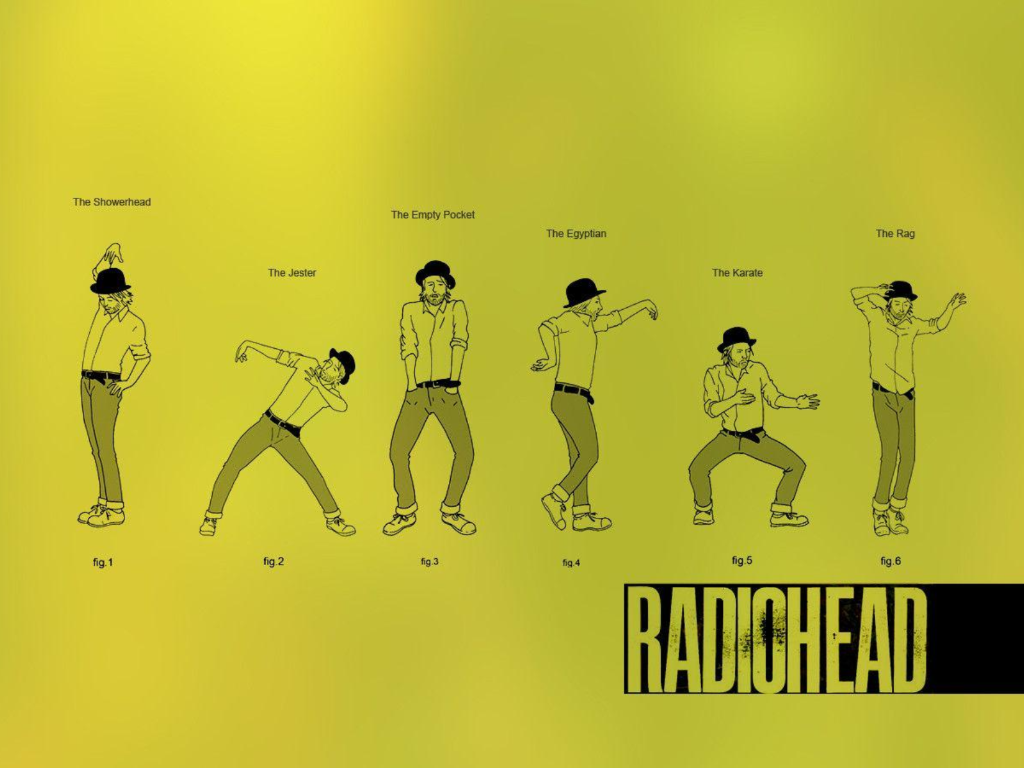 The Showerhead
The Jester
The Empty Pocket
The Egyptian
The Karate
The Rag
fig.1
fig.2
fig.3
fig.4
fig.5
fig.6
RADIOHEAD